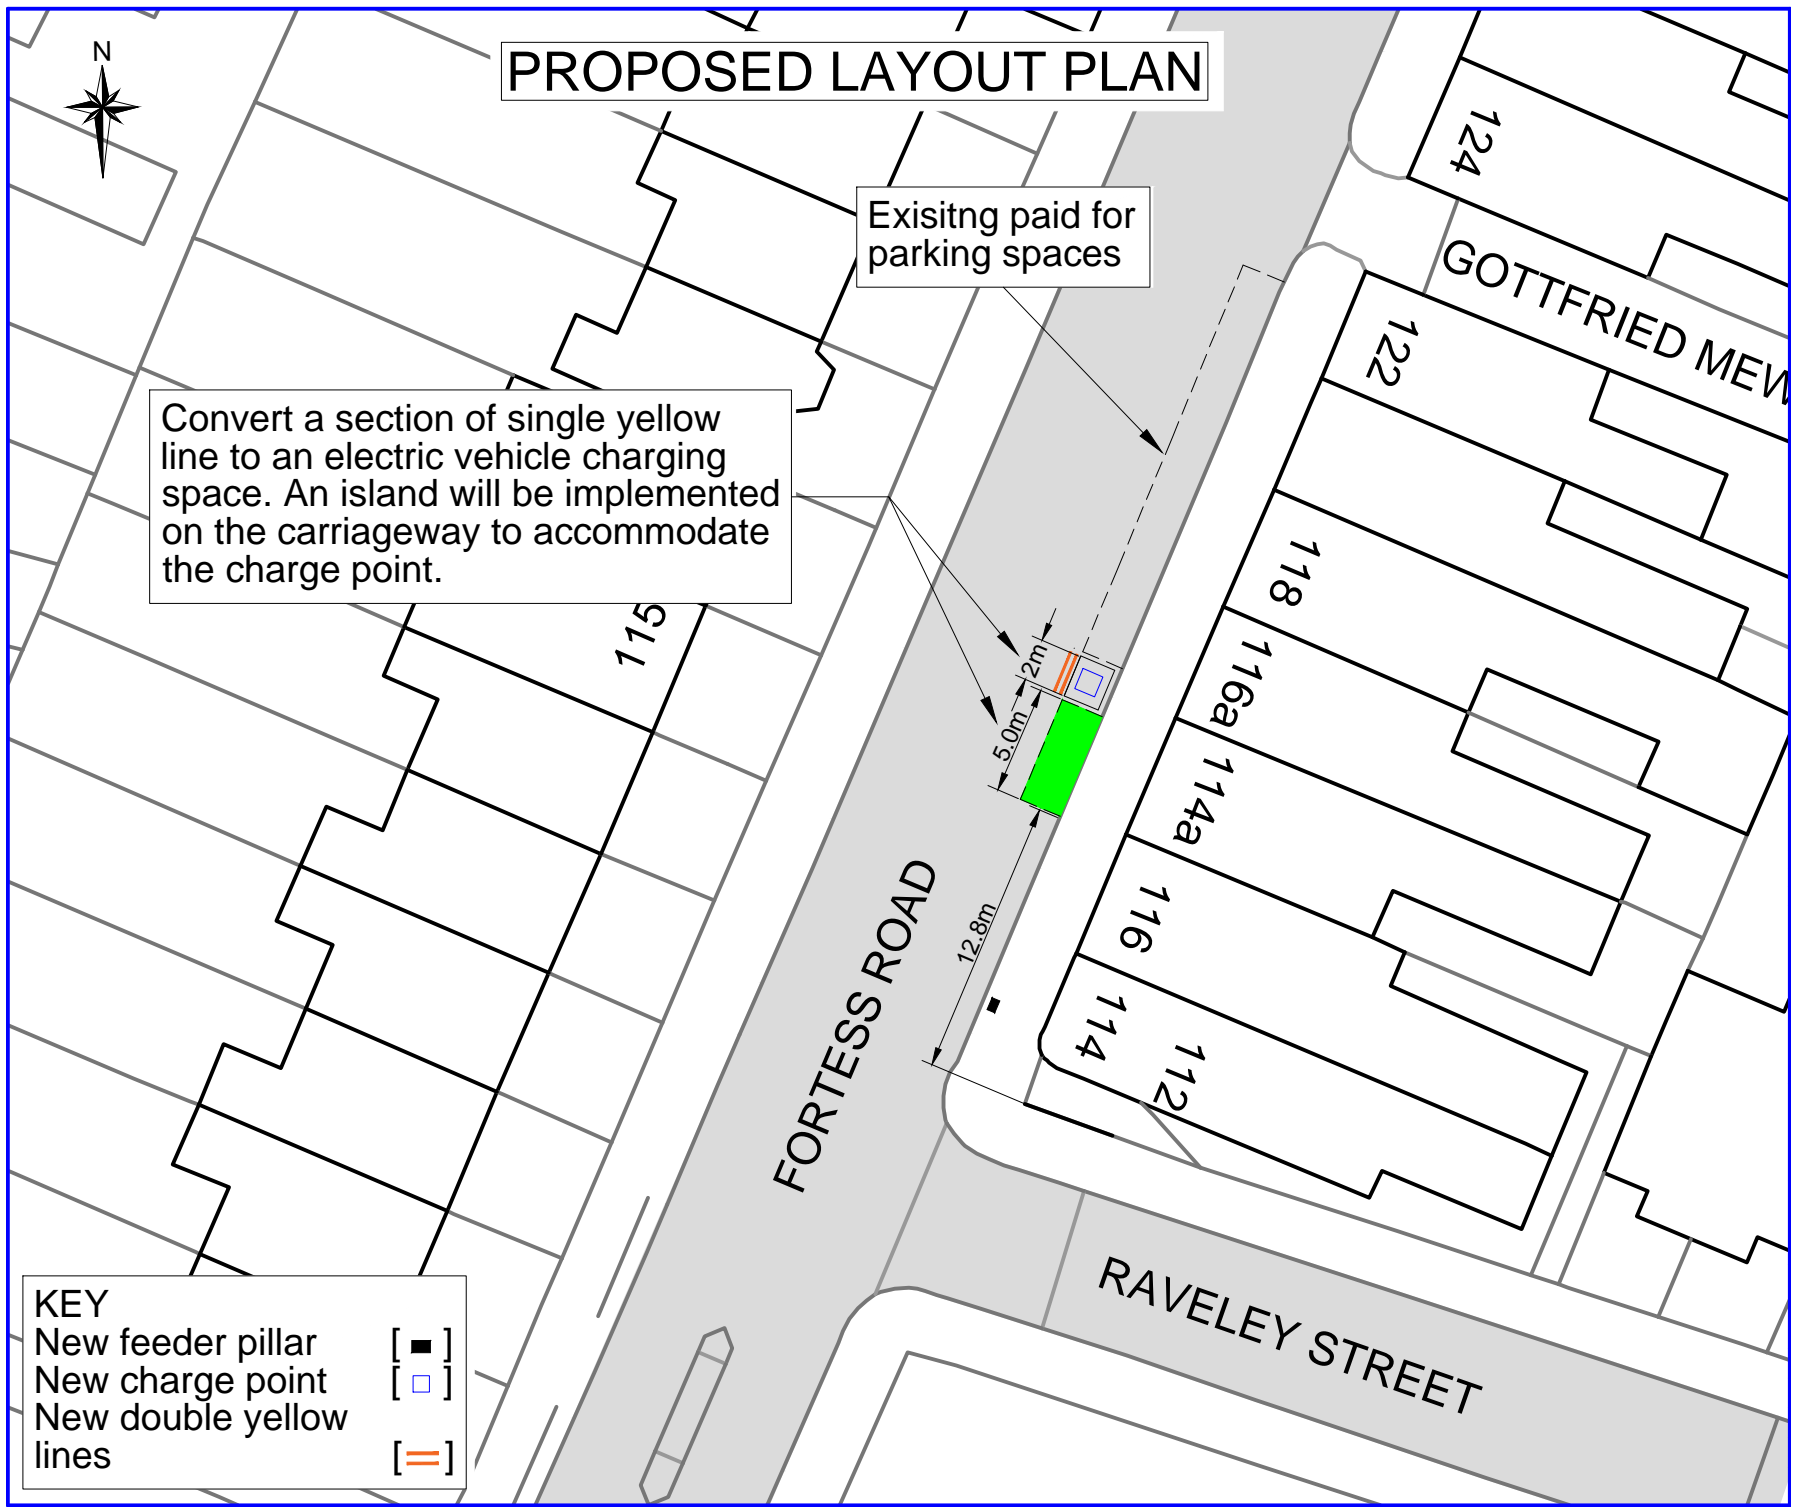 N
PROPOSED LAYOUT PLAN
Exisitng paid for
parking spaces
Convert a section of single yellow
line to an electric vehicle charging
space. An island will be implemented
on the carriageway to accommodate
the charge point.
124
GOTTFRIED MEW
122
118
116a
114a
116
114
112
115
2m
5.0m
12.8m
FORTESS ROAD
RAVELEY STREET
KEY
New feeder pillar [ ]
New charge point [ ]
New double yellow
lines [ ]